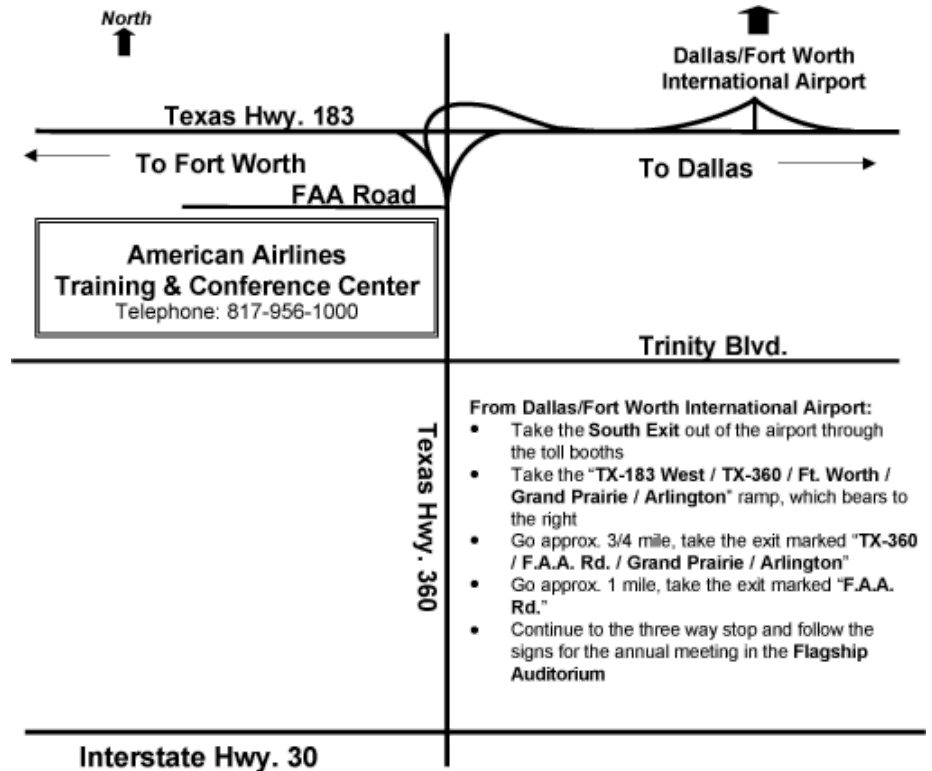 North
Dallas/Fort Worth
International Airport
Texas Hwy. 183
To Fort Worth
To Dallas
FAA Road
American Airlines
Training & Conference Center
Telephone: 817-956-1000
Trinity Blvd.
Texas Hwy. 360
From Dallas/Fort Worth International Airport:
• Take the South Exit out of the airport through
the toll booths
• Take the “TX-183 West / TX-360 / Ft. Worth /
Grand Prairie / Arlington” ramp, which bears to
the right
• Go approx. 3/4 mile, take the exit marked “TX-360
/ F.A.A. Rd. / Grand Prairie / Arlington”
• Go approx. 1 mile, take the exit marked “F.A.A.
Rd.”
• Continue to the three way stop and follow the
signs for the annual meeting in the Flagship
Auditorium
Interstate Hwy. 30